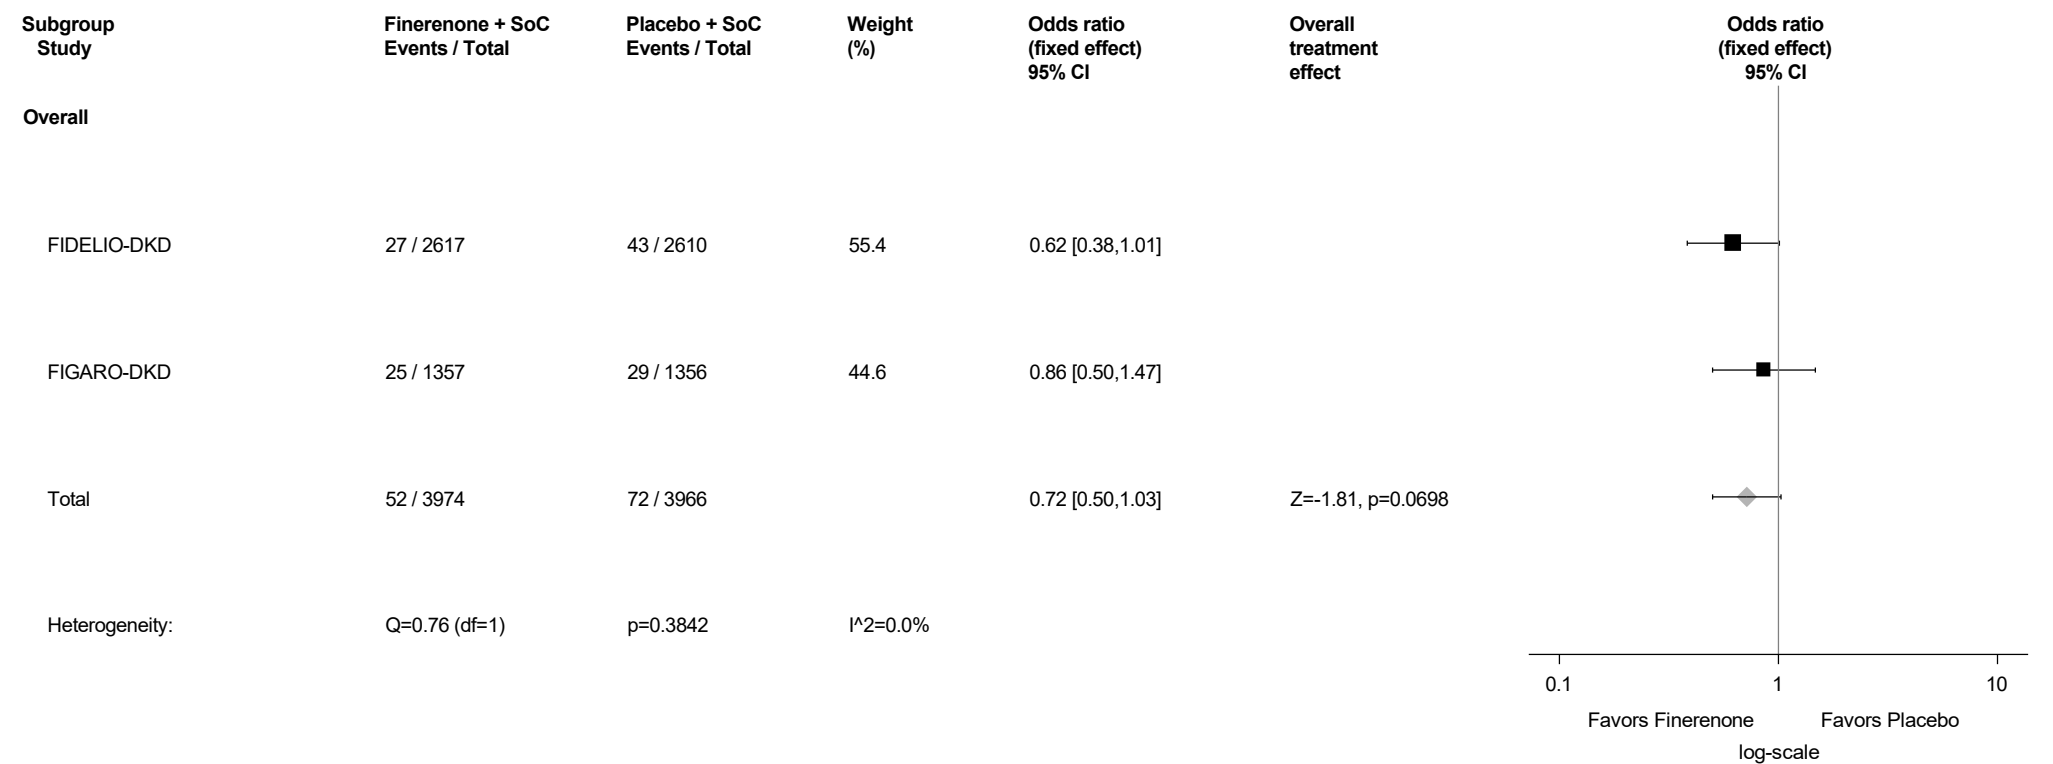 Subgroup Finerenone + SoC Placebo + SoC Weight Odds ratio Overall Odds ratio
Study Events / Total Events / Total (%) (fixed effect) treatment (fixed effect)
95% CI effect 95% CI
Overall
FIDELIO-DKD 27 / 2617 43 / 2610 55.4 0.62 [0.38,1.01]
FIGARO-DKD 25 / 1357 29 / 1356 44.6 0.86 [0.50,1.47]
Total 52 / 3974 72 / 3966 0.72 [0.50,1.03] Z=-1.81, p=0.0698
Heterogeneity: Q=0.76 (df=1) p=0.3842 I^2=0.0%
0.1 1 10
Favors Finerenone Favors Placebo
log-scale